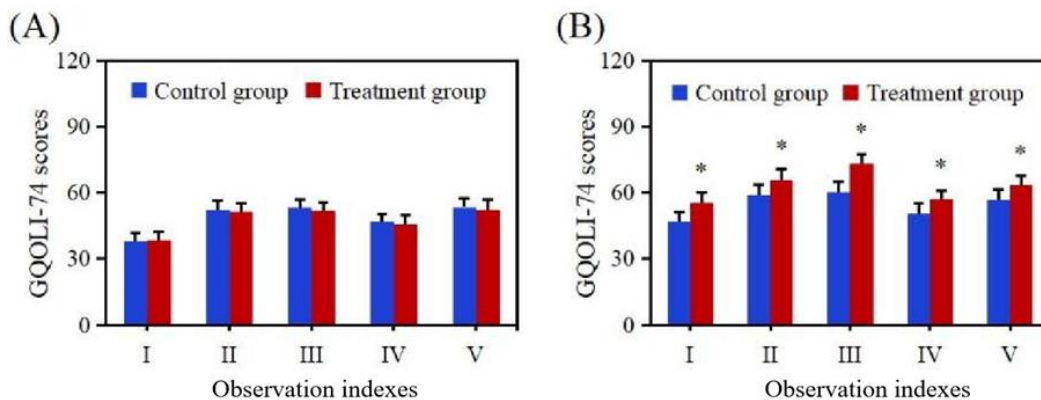 (A)
120
90
60
30
0
GQOLI-74 scores
Control group Treatment group
I II III IV V
Observation indexes
(B)
120
90
60
30
0
GQOLI-74 scores
Control group Treatment group
* * * * *
I II III IV V
Observation indexes